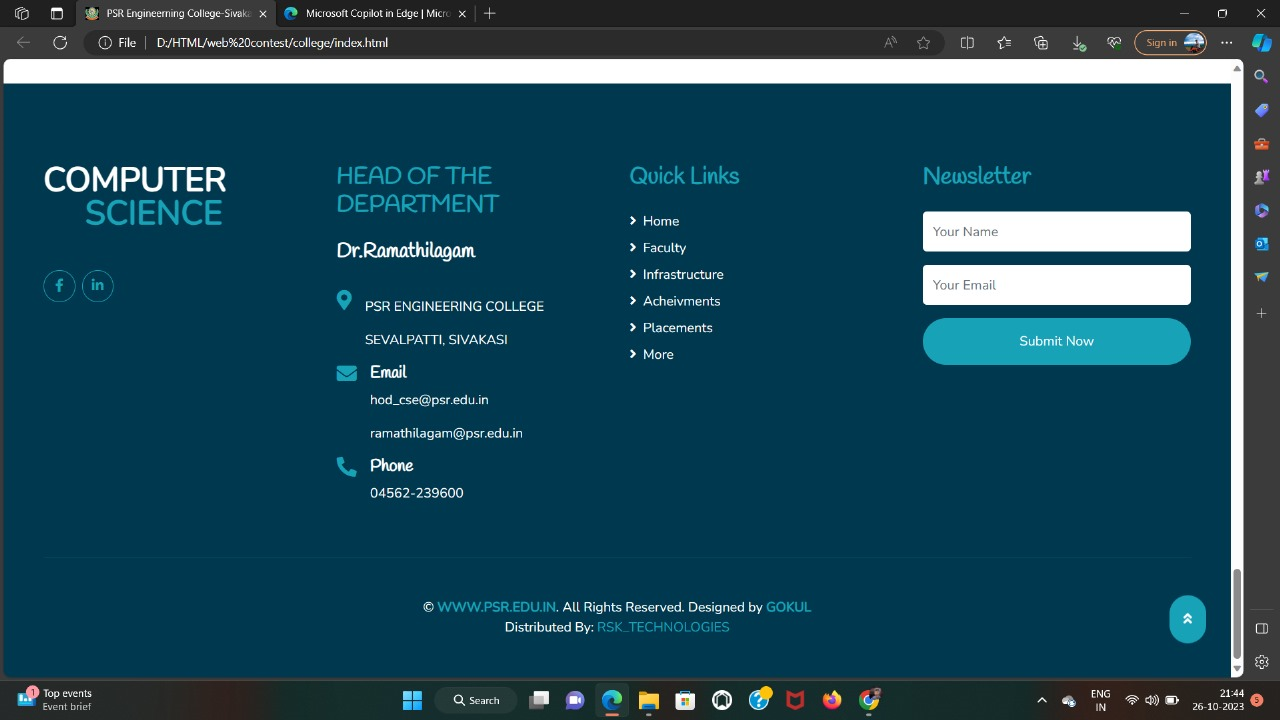 PSR Engineerning College-Sivaka
Microsoft Copilot in Edge | Micro
File
D:/HTML/web%20contest/college/index.html
Sign in
COMPUTER
SCIENCE
HEAD OF THE
DEPARTMENT
Dr.Ramathilagam
PSR ENGINEERING COLLEGE
SEVALPATTI, SIVAKASI
Email
hod_cse@psr.edu.in
ramathilagam@psr.edu.in
Phone
04562-239600
Quick Links
Home
Faculty
Infrastructure
Acheivments
Placements
More
Newsletter
Your Name
Your Email
Submit Now
© WWW.PSR.EDU.IN. All Rights Reserved. Designed by GOKUL
Distributed By: RSK_TECHNOLOGIES
1
Top events
Event brief
Search
ENG
IN
21:44
26-10-2023
5